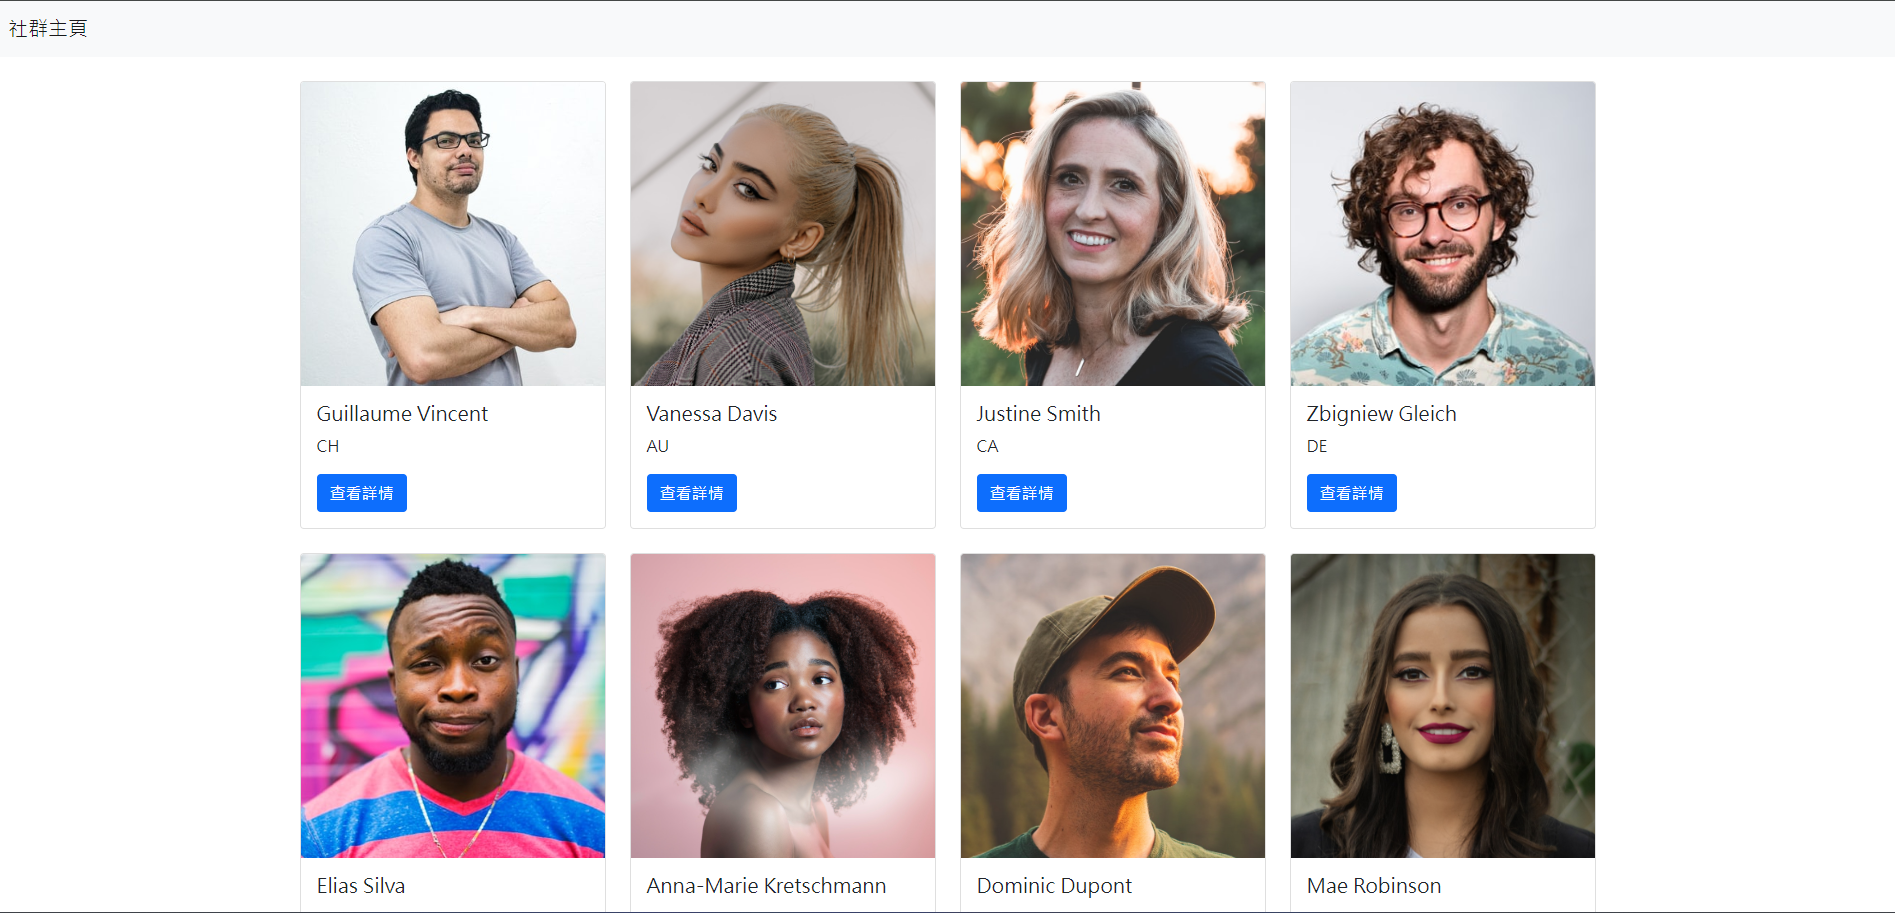 社群主頁
Guillaume Vincent
CH
查看詳情
Vanessa Davis
AU
查看詳情
Justine Smith
CA
查看詳情
Zbigniew Gleich
DE
查看詳情
Elias Silva
Anna-Marie Kretschmann
Dominic Dupont
Mae Robinson